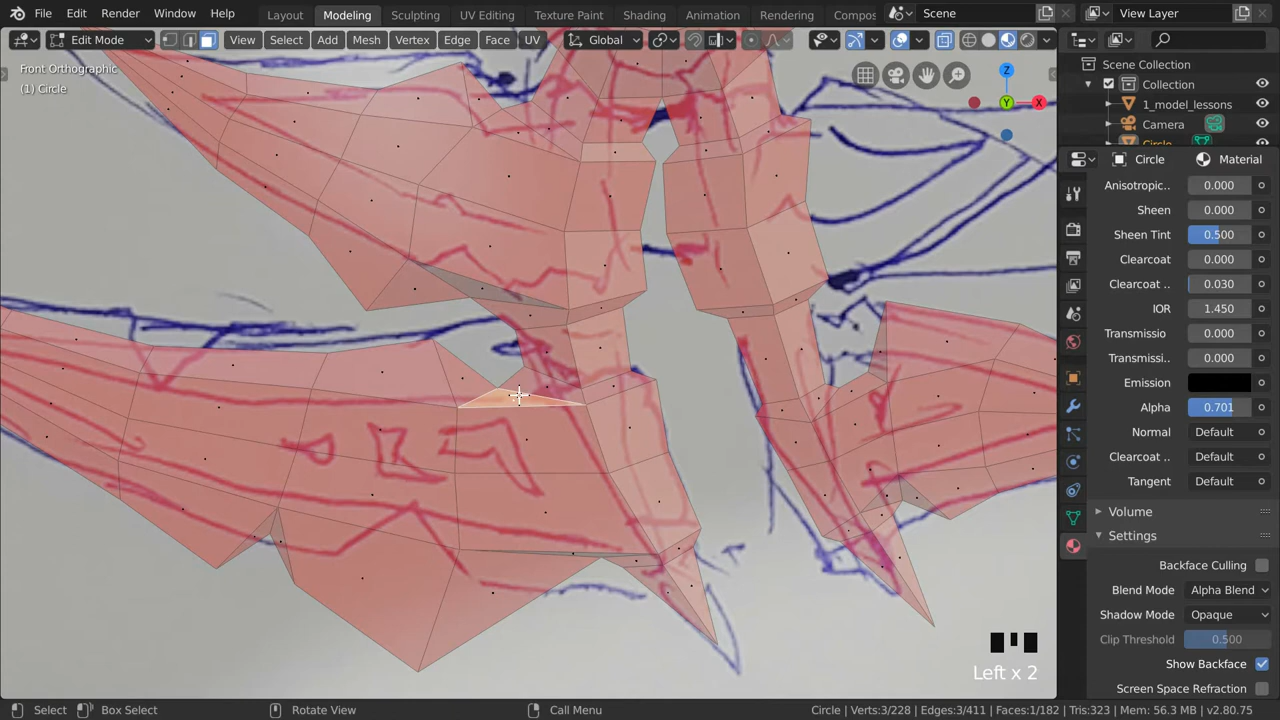 File Edit Render Window Help Layout Modeling Sculpting UV Editing Texture Paint Shading Animation Rendering Compos Scene View Layer
Edit Mode View Select Add Mesh Vertex Edge Face UV Global
Front Orthographic
(1) Circle
Z
Y
X
Scene Collection
Collection
1_model_lessons
Camera
Circle
Circle Material
Anisotropic.. 0.000
Sheen 0.000
Sheen Tint 0.500
Clearcoat 0.000
Clearcoat .. 0.030
IOR 1.450
Transmissio 0.000
Transmissi.. 0.000
Emission
Alpha 0.701
Normal Default
Clearcoat .. Default
Tangent Default
Volume
Settings
Backface Culling
Blend Mode Alpha Blend
Shadow Mode Opaque
Clip Threshold 0.500
Show Backface
Screen Space Refraction
Left x 2
Select Box Select Rotate View Call Menu Circle | Verts:3/228 | Edges:3/411 | Faces:1/182 | Tris:323 | Mem: 56.3 MB | v2.80.75